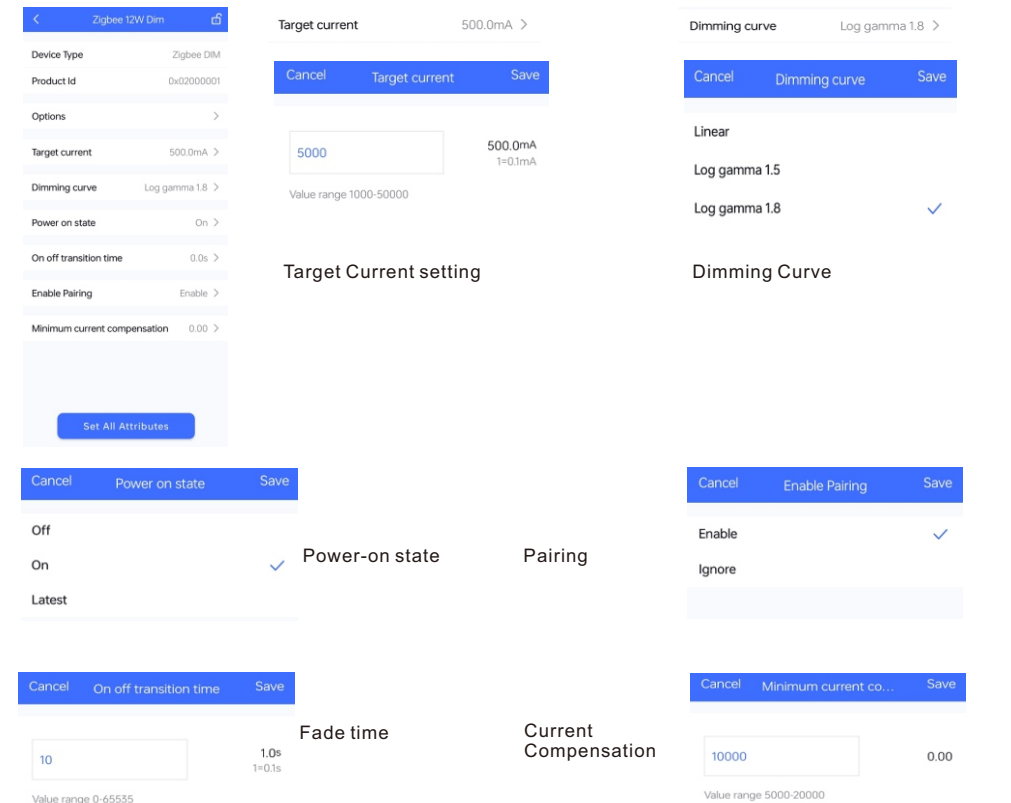 Zigbee 12W Dim
Device Type Zigbee DIM
Product Id 0x02000001
Options
Target current 500.0mA
Dimming curve Log gamma 1.8
Power on state On
On off transition time 0.0s
Enable Pairing Enable
Minimum current compensation 0.00
Set All Attributes
Target current 500.0mA
Cancel Target current Save
5000 500.0mA
1=0.1mA
Value range 1000-50000
Target Current setting
Dimming curve Log gamma 1.8
Cancel Dimming curve Save
Linear
Log gamma 1.5
Log gamma 1.8
Dimming Curve
Cancel Power on state Save
Off
On
Latest
Power-on state
Pairing
Cancel Enable Pairing Save
Enable
Ignore
Cancel On off transition time Save
10 1.0s
1=0.1s
Value range 0-65535
Fade time
Current
Compensation
Cancel Minimum current co... Save
10000 0.00
Value range 5000-20000